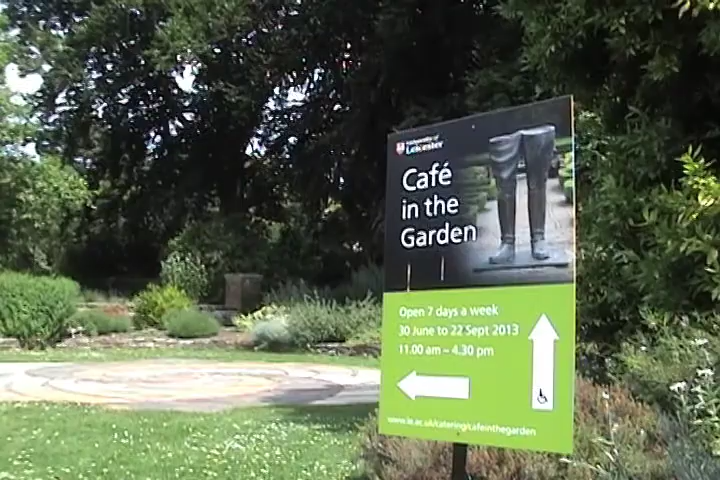 University of
Leicester
Café
in the
Garden
Open 7 days a week
30 June to 22 Sept 2013
11.00 am – 4.30 pm
www.le.ac.uk/catering/cafeinthegarden